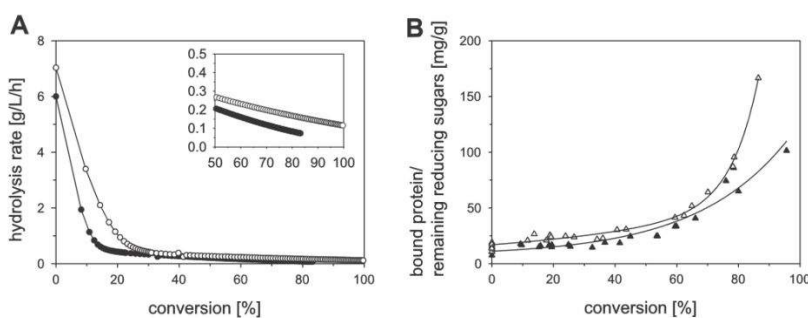 A
hydrolysis rate [g/L/h]
8
6
4
2
0
0 20 40 60 80 100
conversion [%]
0.5
0.4
0.3
0.2
0.1
0.0
50 60 70 80 90 100
B
bound protein/
remaining reducing sugars [mg/g]
200
150
100
50
0
0 20 40 60 80 100
conversion [%]